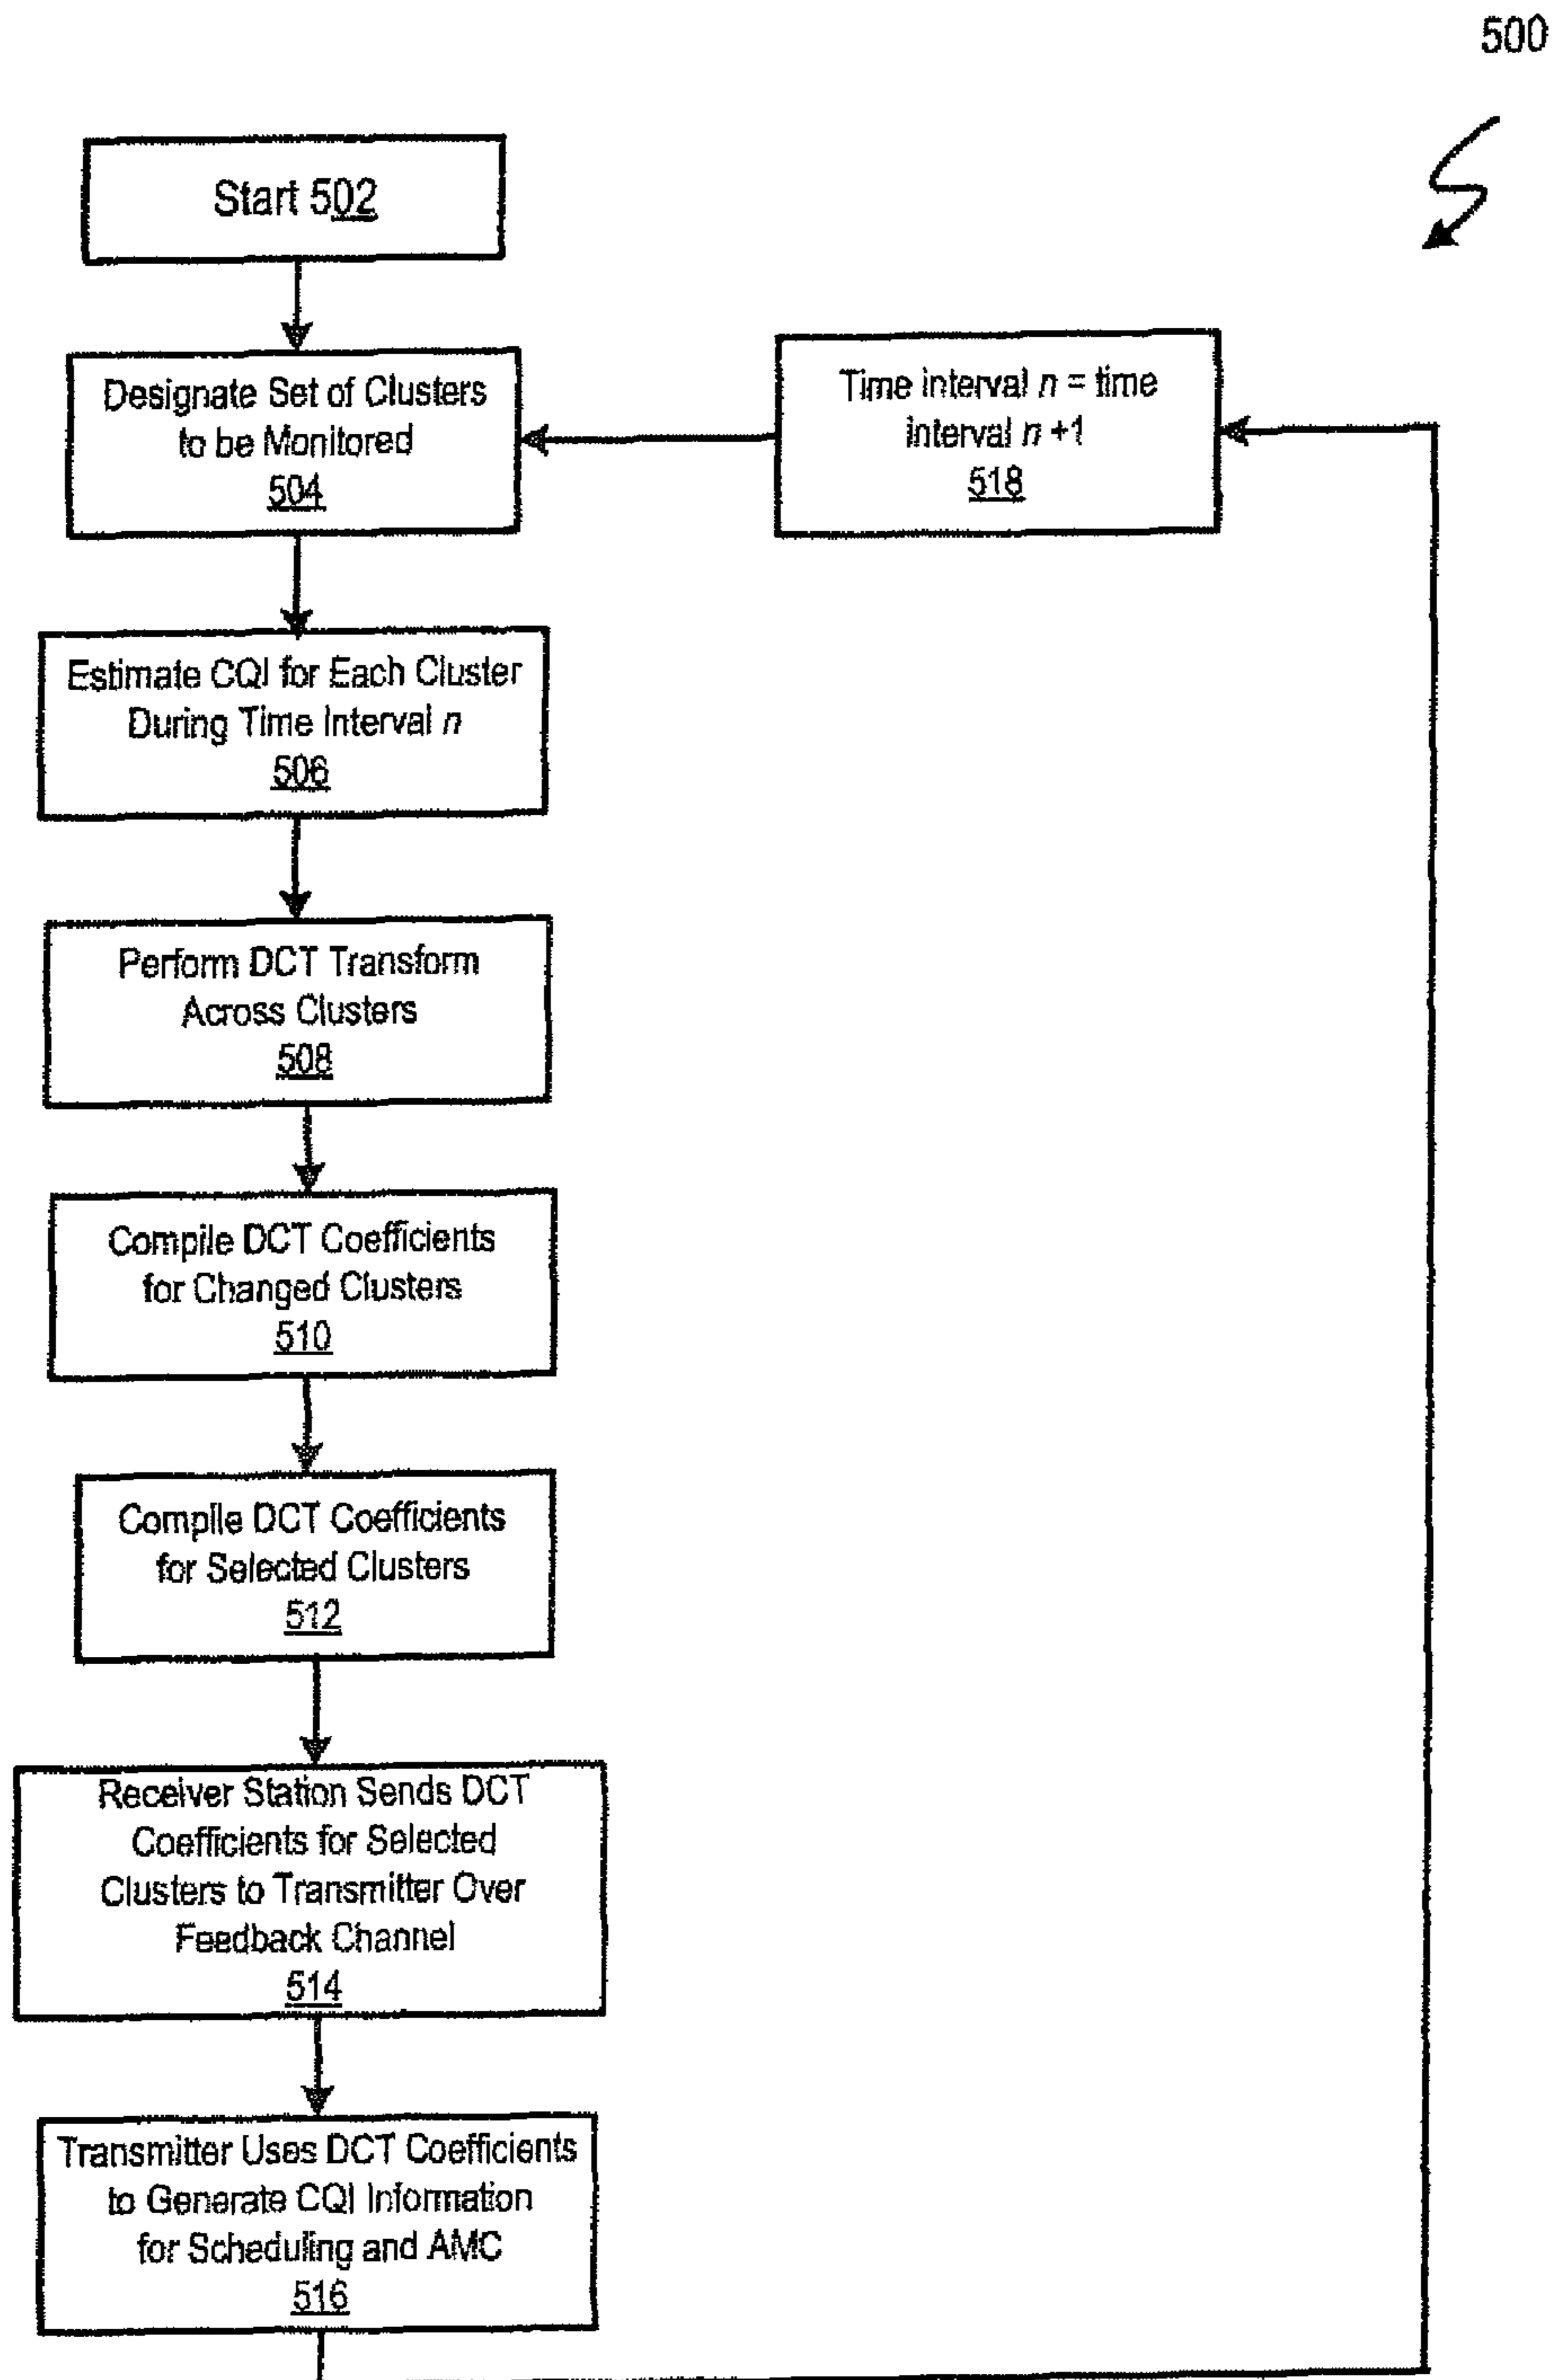 500
Start 502
Designate Set of Clusters
to be Monitored
504
Time interval n = time
interval n +1
518
Estimate CQI for Each Cluster
During Time Interval n
506
Perform DCT Transform
Across Clusters
508
Compile DCT Coefficients
for Changed Clusters
510
Compile DCT Coefficients
for Selected Clusters
512
Receiver Station Sends DCT
Coefficients for Selected
Clusters to Transmitter Over
Feedback Channel
514
Transmitter Uses DCT Coefficients
to Generate CQI Information
for Scheduling and AMC
516